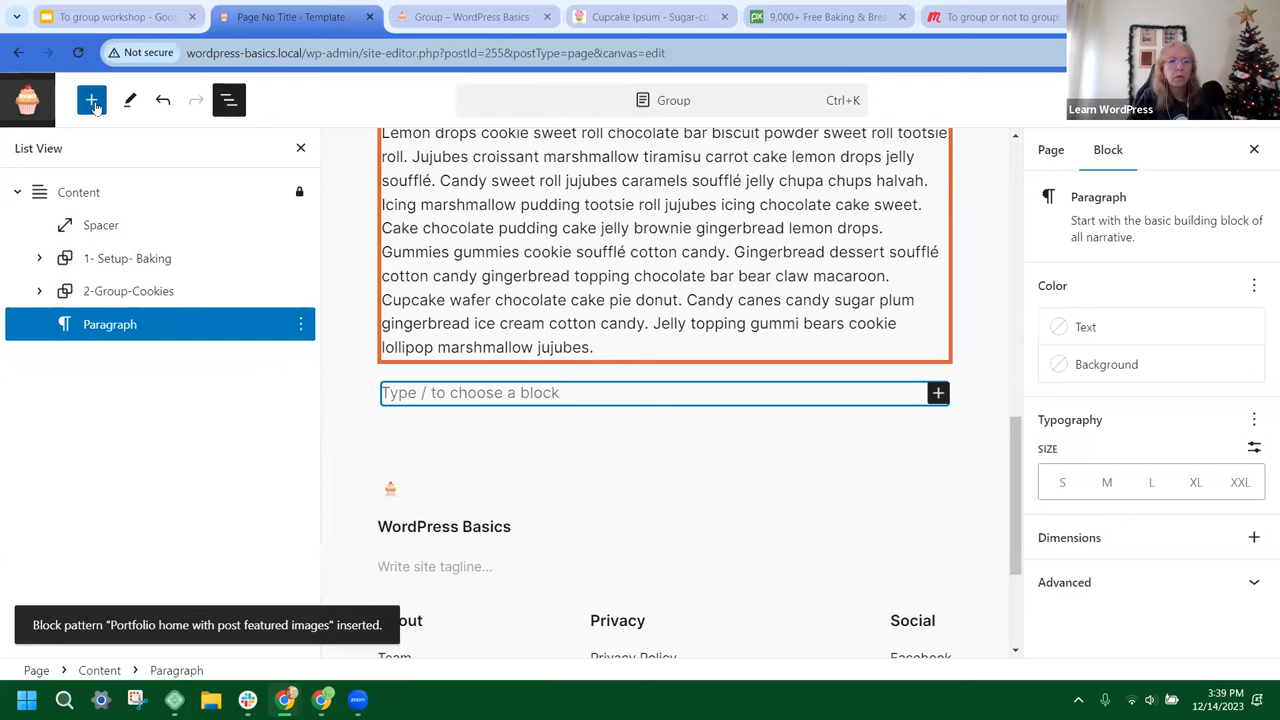 To group workshop - Goo
Page No Title · Template
Group – WordPress Basics
Cupcake Ipsum - Sugar-co
9,000+ Free Baking & Brea
To group or not to group:
Not secure
wordpress-basics.local/wp-admin/site-editor.php?postId=255&postType=page&canvas=edit
Learn WordPress
Group
Ctrl+K
List View
Content
Spacer
1- Setup- Baking
2-Group-Cookies
Paragraph
Lemon drops cookie sweet roll chocolate bar biscuit powder sweet roll tootsie
roll. Jujubes croissant marshmallow tiramisu carrot cake lemon drops jelly
soufflé. Candy sweet roll jujubes caramels soufflé jelly chupa chups halvah.
Icing marshmallow pudding tootsie roll jujubes icing chocolate cake sweet.
Cake chocolate pudding cake jelly brownie gingerbread lemon drops.
Gummies gummies cookie soufflé cotton candy. Gingerbread dessert soufflé
cotton candy gingerbread topping chocolate bar bear claw macaroon.
Cupcake wafer chocolate cake pie donut. Candy canes candy sugar plum
gingerbread ice cream cotton candy. Jelly topping gummi bears cookie
lollipop marshmallow jujubes.
Type / to choose a block
WordPress Basics
Write site tagline...
out
Privacy
Social
Team
Privacy Policy
Facebook
Page
Block
Paragraph
Start with the basic building block of
all narrative.
Color
Text
Background
Typography
SIZE
S M L XL XXL
Dimensions
Advanced
Block pattern "Portfolio home with post featured images" inserted.
Page
Content
Paragraph
zoom
3:39 PM
12/14/2023